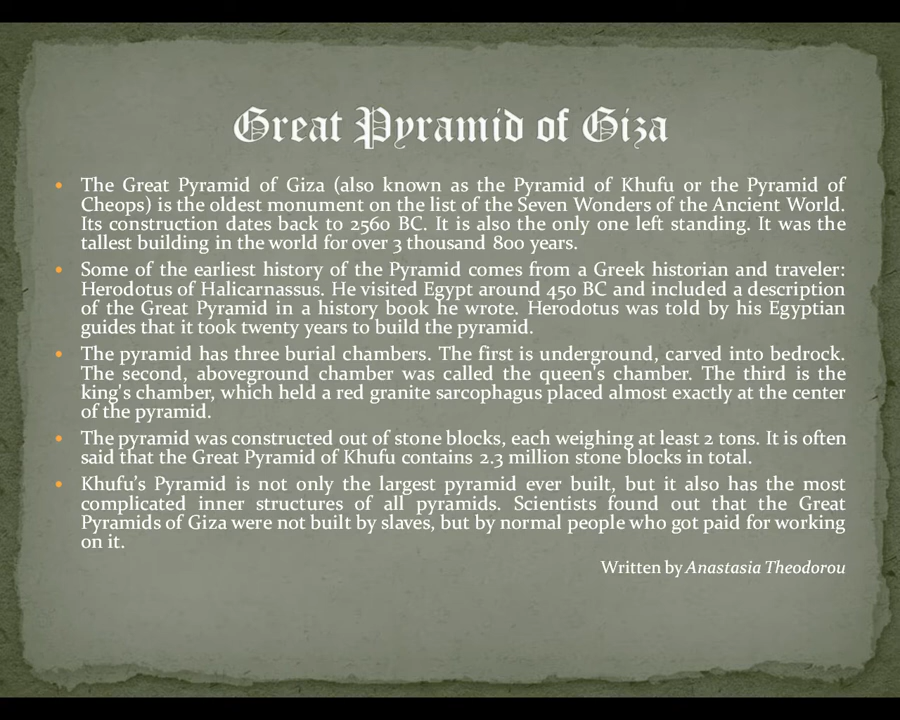 Great Pyramid of Giza
• The Great Pyramid of Giza (also known as the Pyramid of Khufu or the Pyramid of
Cheops) is the oldest monument on the list of the Seven Wonders of the Ancient World.
Its construction dates back to 2560 BC. It is also the only one left standing. It was the
tallest building in the world for over 3 thousand 800 years.
• Some of the earliest history of the Pyramid comes from a Greek historian and traveler:
Herodotus of Halicarnassus. He visited Egypt around 450 BC and included a description
of the Great Pyramid in a history book he wrote. Herodotus was told by his Egyptian
guides that it took twenty years to build the pyramid.
• The pyramid has three burial chambers. The first is underground, carved into bedrock.
The second, aboveground chamber was called the queen's chamber. The third is the
king's chamber, which held a red granite sarcophagus placed almost exactly at the center
of the pyramid.
• The pyramid was constructed out of stone blocks, each weighing at least 2 tons. It is often
said that the Great Pyramid of Khufu contains 2.3 million stone blocks in total.
• Khufu's Pyramid is not only the largest pyramid ever built, but it also has the most
complicated inner structures of all pyramids. Scientists found out that the Great
Pyramids of Giza were not built by slaves, but by normal people who got paid for working
on it.
Written by Anastasia Theodorou